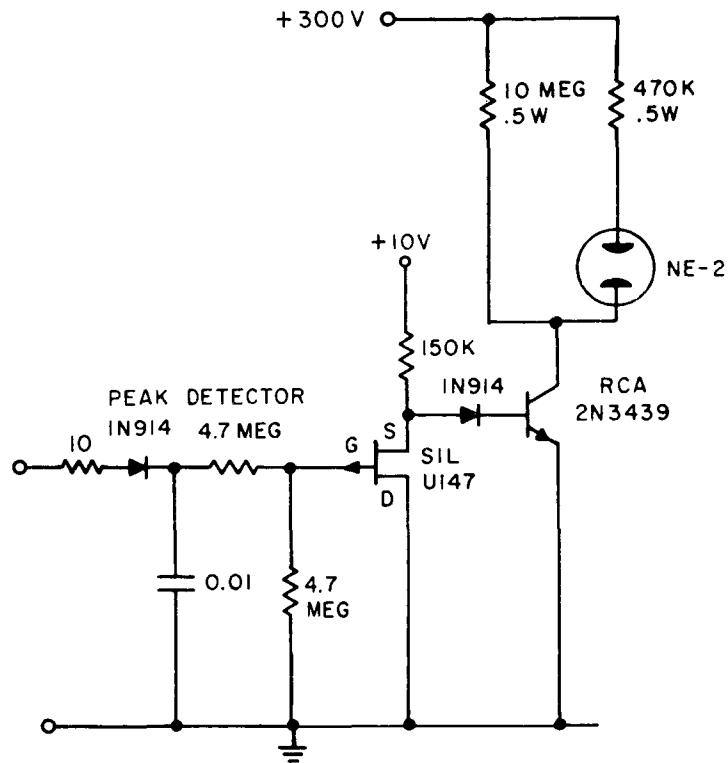 +300V
10 MEG
.5W
470K
.5W
NE-2
+10V
150K
1N914
RCA
2N3439
PEAK DETECTOR
1N914
4.7 MEG
10
G
S
D
SIL
U147
0.01
4.7
MEG